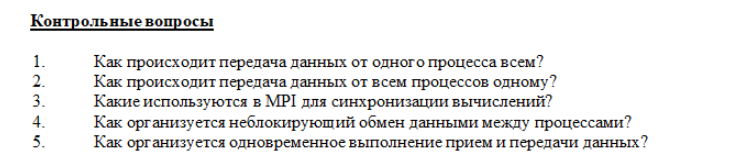 Контрольные вопросы
1. Как происходит передача данных от одного процесса всем?
2. Как происходит передача данных от всем процессов одному?
3. Какие используются в MPI для синхронизации вычислений?
4. Как организуется неблокирующий обмен данными между процессами?
5. Как организуется одновременное выполнение прием и передачи данных?